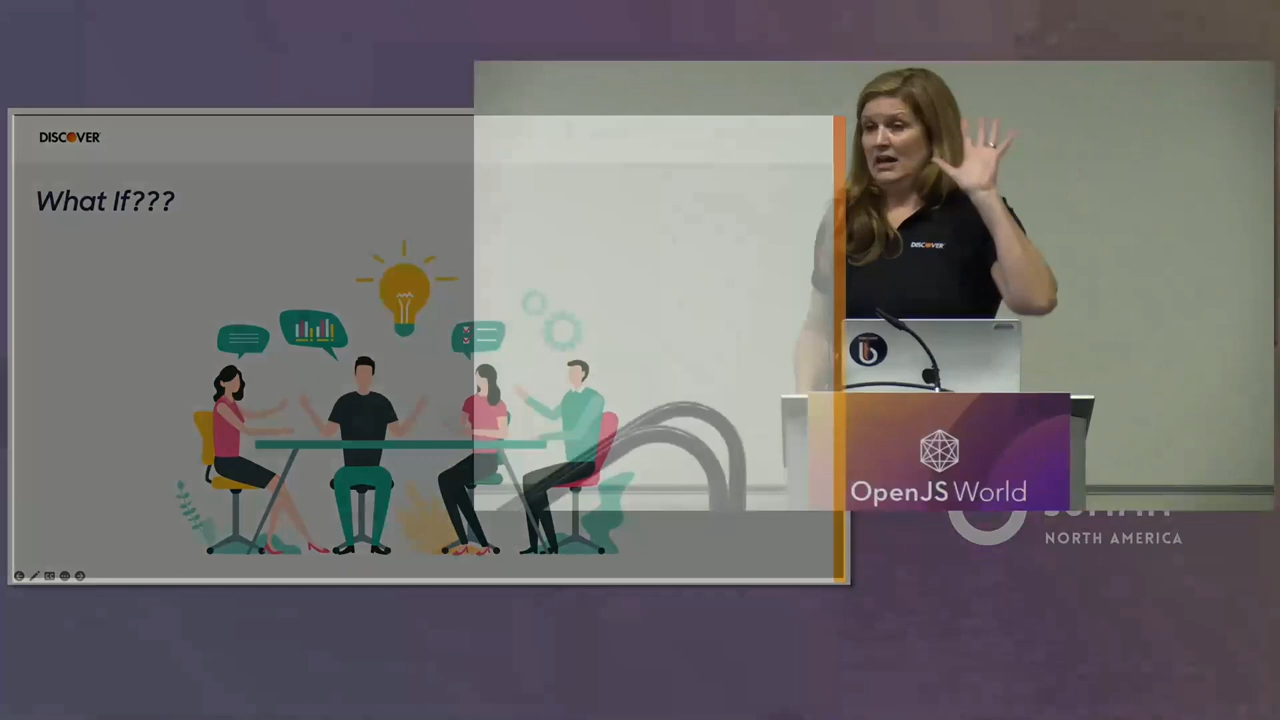 DISCOVER
What If???
DISCOVER
OpenJS World
NORTH AMERICA